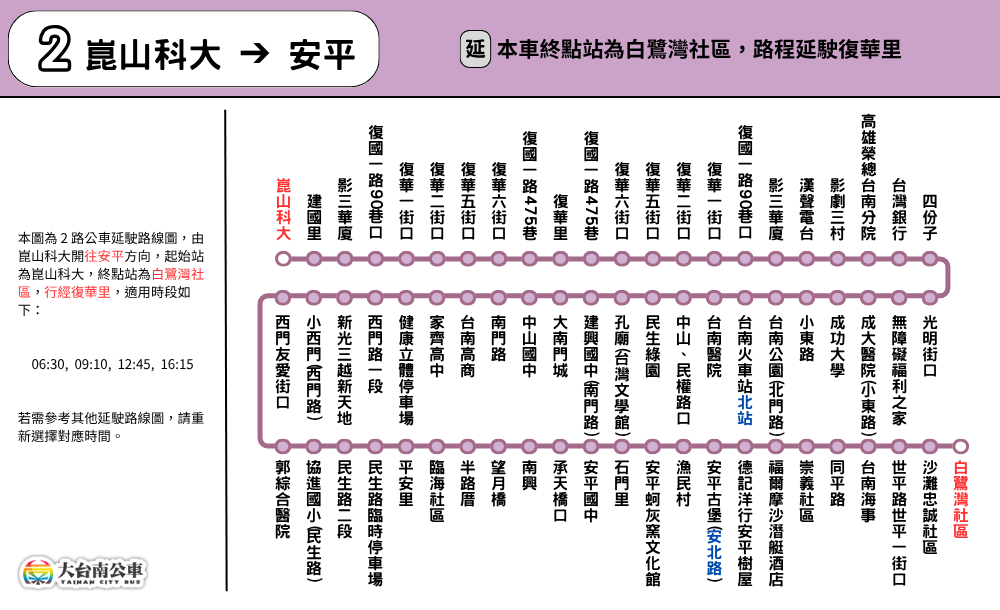 2 崑山科大 → 安平
延 本車終點站為白鷺灣社區，路程延駛復華里
本圖為 2 路公車延駛路線圖，由
崑山科大開往安平方向，起始站
為崑山科大，終點站為白鷺灣社
區，行經復華里，適用時段如
下：
06:30, 09:10, 12:45, 16:15
若需參考其他延駛路線圖，請重
新選擇對應時間。
崑山科大
建國里
影三華廈
復國一路90巷口
復華一街口
復華二街口
復華五街口
復華六街口
復國一路475巷
復華里
復國一路475巷
復華六街口
復華五街口
復華二街口
復華一街口
復國一路90巷口
影三華廈
漢聲電台
影劇三村
高雄榮總台南分院
台灣銀行
四份子
西門友愛街口
小西門(西門路)
新光三越新天地
西門路一段
健康立體停車場
家齊高中
台南高商
南門路
中山國中
大南門城
建興國中(南門路)
孔廟(台灣文學館)
民生綠園
中山、民權路口
台南醫院
台南火車站北站
台南公園(北門路)
小東路
成功大學
成大醫院(小東路)
無障礙福利之家
光明街口
郭綜合醫院
協進國小(民生路)
民生路二段
民生路臨時停車場
平安里
臨海社區
半路厝
望月橋
南興
承天橋口
安平國中
石門里
安平蚵灰窯文化館
漁民村
安平古堡(安北路)
德記洋行安平樹屋
福爾摩沙潛艇酒店
崇義社區
同平路
台南海事
世平路世平一街口
沙灘忠誠社區
白鷺灣社區
大台南公車
TAINAN CITY BUS